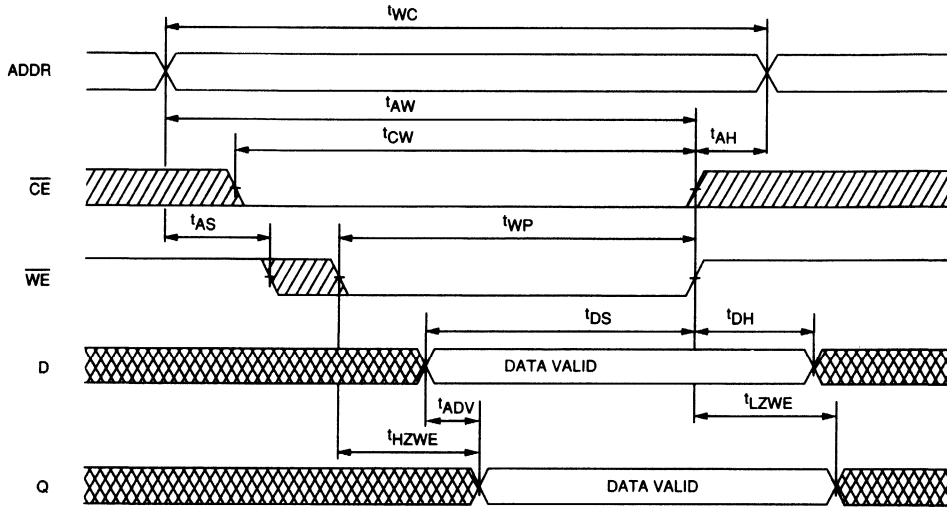 tWC
ADDR
tAW
tCW
tAH
CE
tAS
tWP
WE
tDS
tDH
D
DATA VALID
tADV
tLZWE
tHZWE
Q
DATA VALID